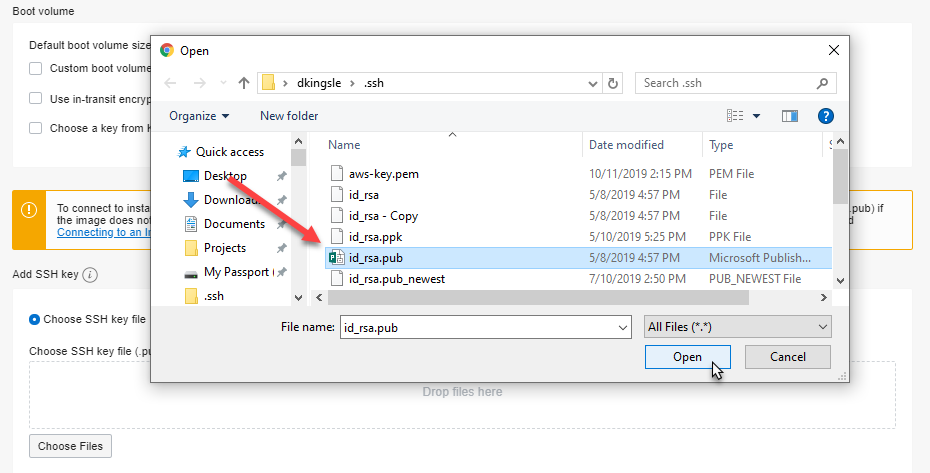 Boot volume
Default boot volume size
Custom boot volume
Use in-transit encryp
Choose a key from K
Open
dkingsle > .ssh
Search .ssh
Organize
New folder
Quick access
Desktop
Downloa
Documents
Projects
My Passport (
.ssh
Name Date modified Type S
aws-key.pem 10/11/2019 2:15 PM PEM File
id_rsa 5/8/2019 4:57 PM File
id_rsa - Copy 5/8/2019 4:57 PM File
id_rsa.ppk 5/10/2019 5:25 PM PPK File
id_rsa.pub 5/8/2019 4:57 PM Microsoft Publish...
id_rsa.pub_newest 7/10/2019 2:50 PM PUB_NEWEST File
File name: id_rsa.pub All Files (*.*)
Open Cancel
To connect to insta .pub) if
the image does not
Connecting to an In
Add SSH key
Choose SSH key file
Choose SSH key file (.pu
Drop files here
Choose Files